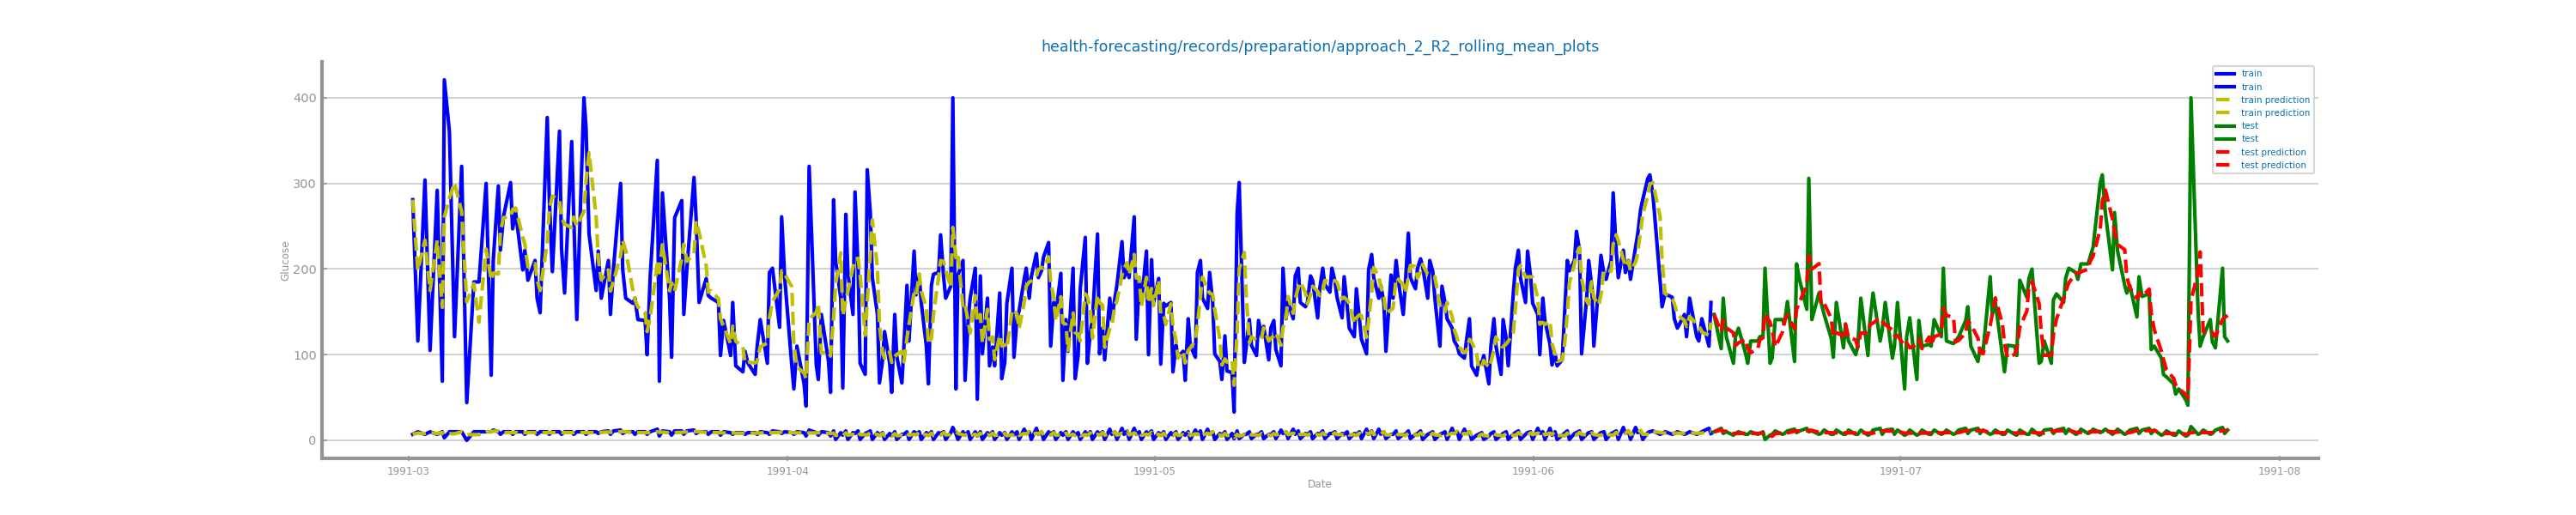 health-forecasting/records/preparation/approach_2_R2_rolling_mean_plots
400
300
200
100
0
Glucose
train
train
train prediction
train prediction
test
test
test prediction
test prediction
1991-03 1991-04 1991-05 1991-06 1991-07 1991-08
Date